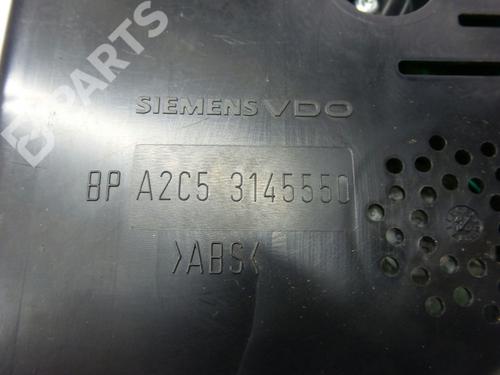 B-PARTS
SIEMENS VDO
BP A2C5 3145550
>ABS<